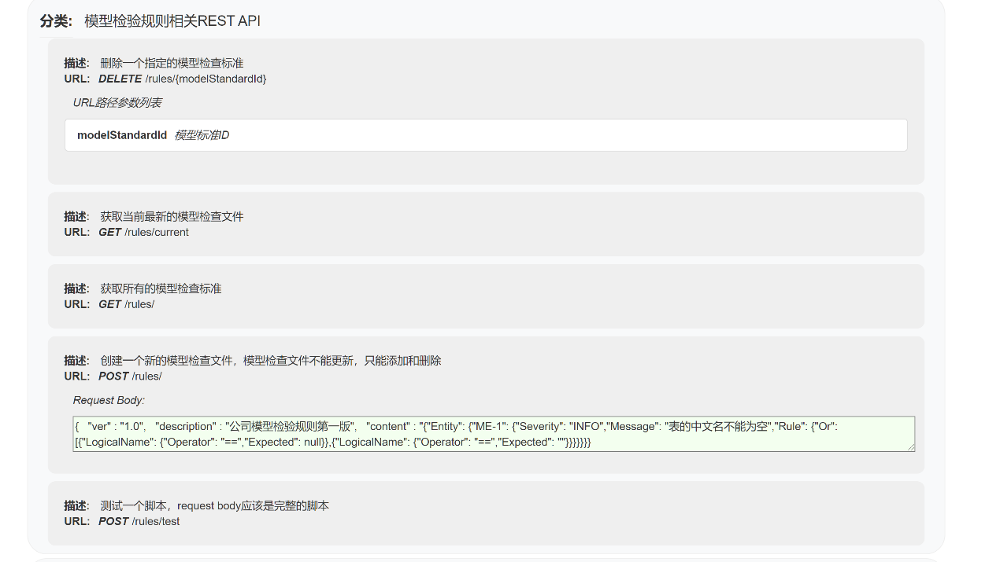 分类: 模型检验规则相关REST API
描述: 删除一个指定的模型检查标准
URL: DELETE /rules/{modelStandardId}
URL路径参数列表
modelStandardId 模型标准ID
描述: 获取当前最新的模型检查文件
URL: GET /rules/current
描述: 获取所有的模型检查标准
URL: GET /rules/
描述: 创建一个新的模型检查文件，模型检查文件不能更新，只能添加和删除
URL: POST /rules/
Request Body:
{ "ver" : "1.0", "description" : "公司模型检验规则第一版", "content" : "{"Entity": {"ME-1": {"Severity": "INFO","Message": "表的中文名不能为空","Rule": {"Or":
[{"LogicalName": {"Operator": "==","Expected": null}},{"LogicalName": {"Operator": "==","Expected": ""}}}}}}}
描述: 测试一个脚本，request body应该是完整的脚本
URL: POST /rules/test